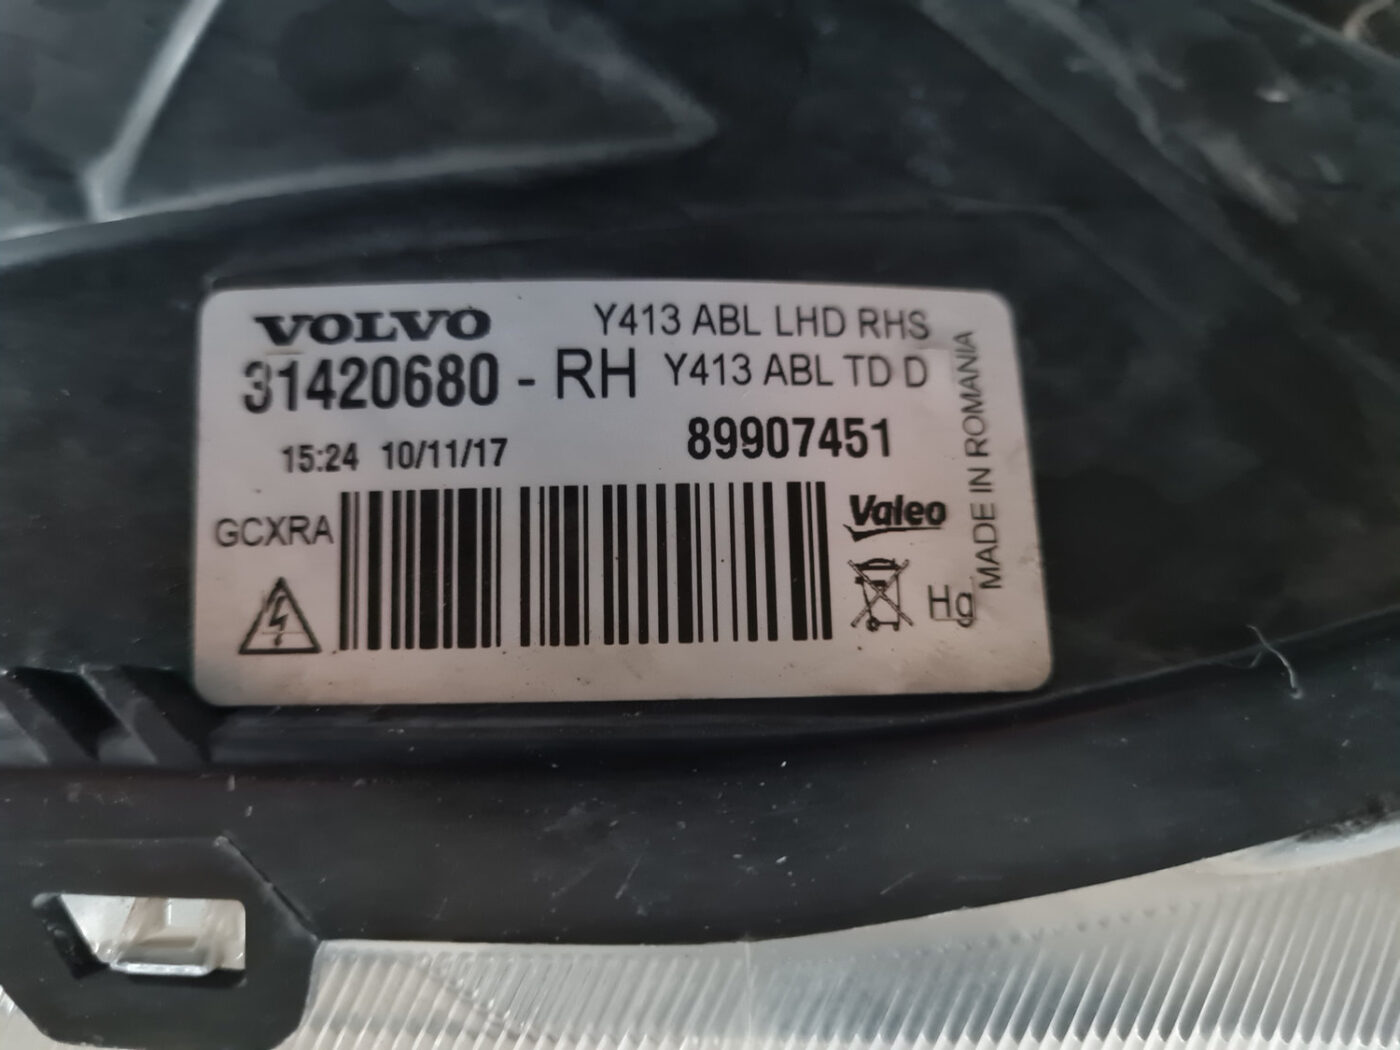 VOLVO
Y413 ABL LHD RHS
31420680 - RH
Y413 ABL TD D
15:24 10/11/17
89907451
GCXRA
Valeo
Hg
MADE IN ROMANIA